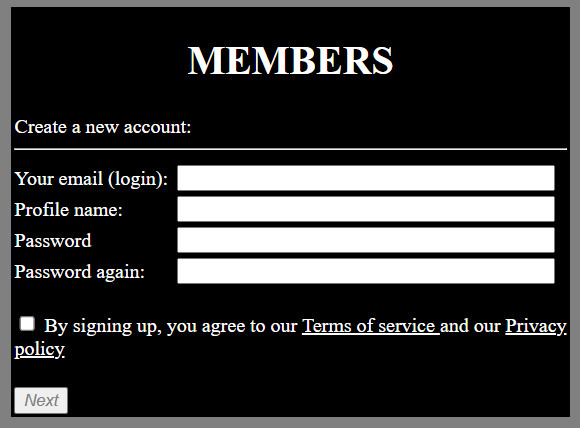 MEMBERS
Create a new account:
Your email (login):
Profile name:
Password
Password again:
By signing up, you agree to our Terms of service and our Privacy
policy
Next